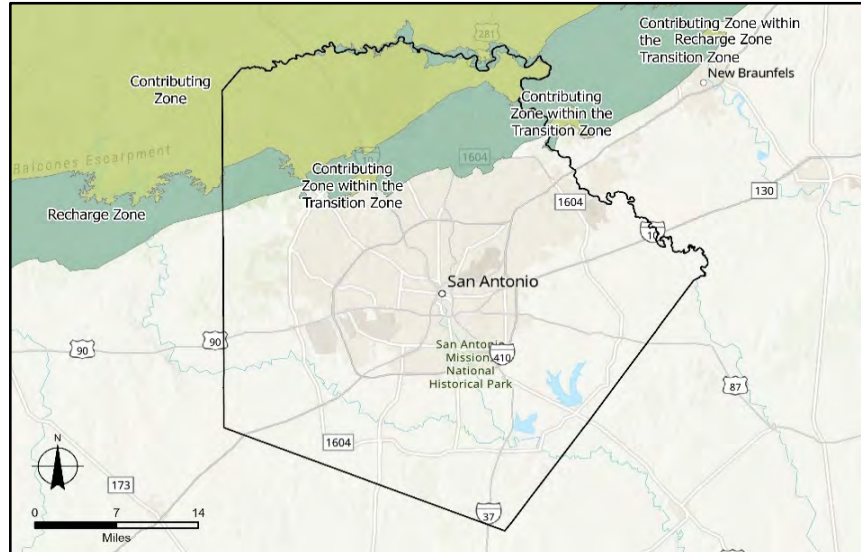 281
Contributing Zone within
the Recharge Zone
Transition Zone
New Braunfels
Contributing
Zone
Contributing
Zone within the
Transition Zone
Balcones Escarpment
10
1604
Contributing
Zone within the
Transition Zone
Recharge Zone
1604
130
10
San Antonio
90
90
San Antonio
Missions
National
Historical Park
410
87
1604
N
173
37
0
7
14
Miles